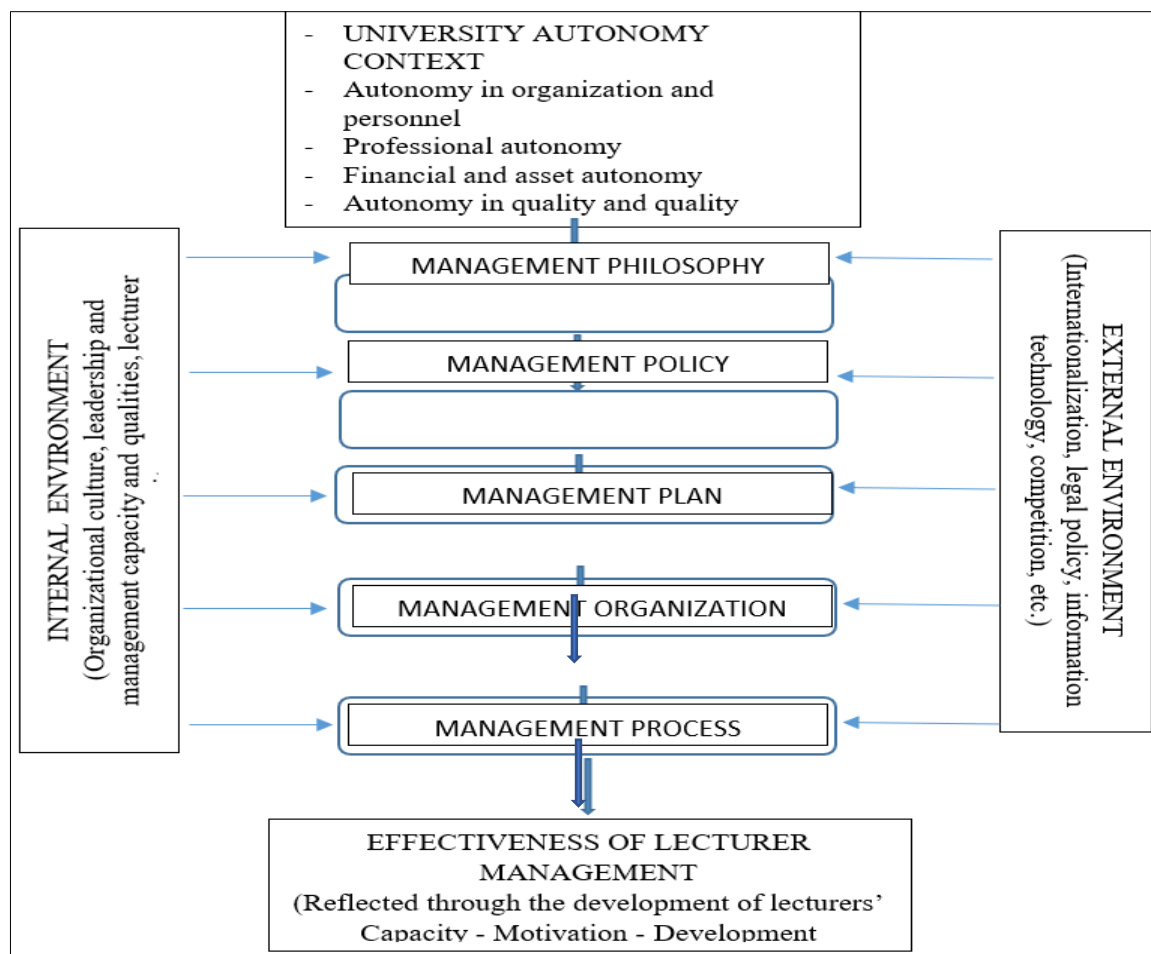 - UNIVERSITY AUTONOMY
CONTEXT
- Autonomy in organization and
personnel
- Professional autonomy
- Financial and asset autonomy
- Autonomy in quality and quality
INTERNAL ENVIRONMENT
(Organizational culture, leadership and
management capacity and qualities, lecturer
MANAGEMENT PHILOSOPHY
MANAGEMENT POLICY
MANAGEMENT PLAN
MANAGEMENT ORGANIZATION
MANAGEMENT PROCESS
EXTERNAL ENVIRONMENT
(Internationalization, legal policy, information
technology, competition, etc.)
EFFECTIVENESS OF LECTURER
MANAGEMENT
(Reflected through the development of lecturers’
Capacity - Motivation - Development